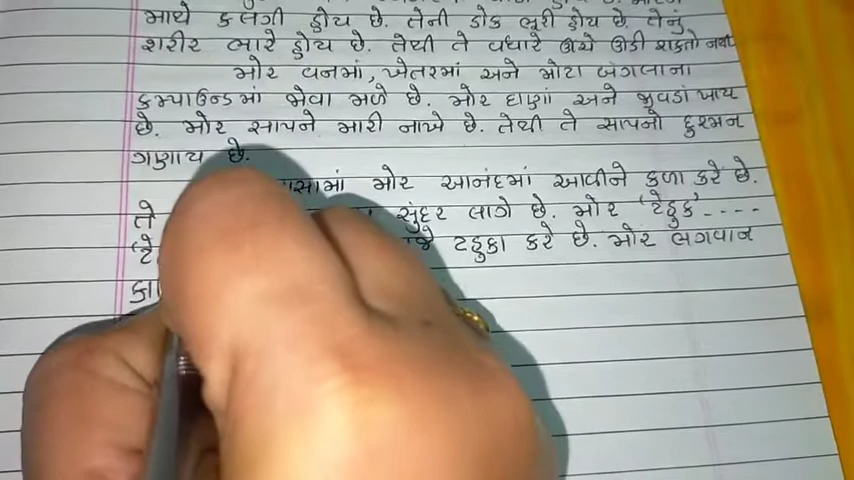 માથે કલગી હોય છે. તેની ડોક ભૂરી હોય છે. તેનું
શરીર ભારે હોય છે. તેથી તે વધારે ઊંચે ઊડી શકતો નથી
મોર વનમાં, ખેતરમાં અને મોટા બંગલાના
કમ્પાઉન્ડમાં જોવા મળે છે. મોર દાણાં અને જીવડાં ખાય
છે. મોર સાપને મારી નાખે છે. તેથી તે સાપનો દુશ્મન
ગણાય છે.
મોર આનંદમાં આવીને કળા કરે છે.
તે સુંદર લાગે છે. મોર 'ટેહુક'----
ટહુકા કરે છે. મોર ભગવાન